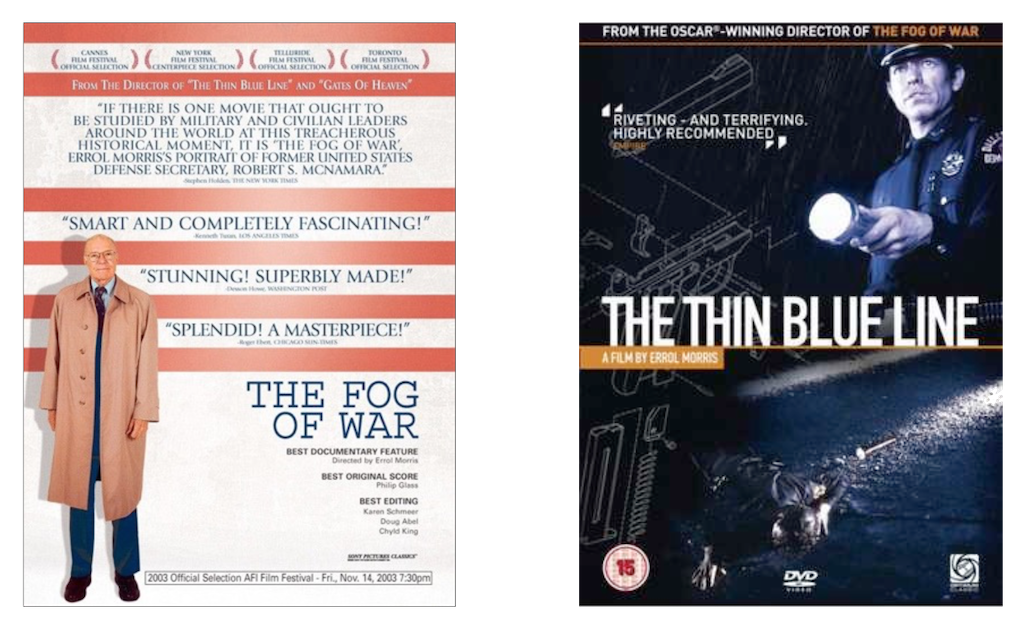 CANNES
FILM FESTIVAL
OFFICIAL SELECTION
NEW YORK
FILM FESTIVAL
CENTERPIECE SELECTION
TELLURIDE
FILM FESTIVAL
OFFICIAL SELECTION
TORONTO
FILM FESTIVAL
OFFICIAL SELECTION
FROM THE DIRECTOR OF "THE THIN BLUE LINE" AND "GATES OF HEAVEN"
"IF THERE IS ONE MOVIE THAT OUGHT TO
BE STUDIED BY MILITARY AND CIVILIAN LEADERS
AROUND THE WORLD AT THIS TREACHEROUS
HISTORICAL MOMENT, IT IS 'THE FOG OF WAR',
ERROL MORRIS'S PORTRAIT OF FORMER UNITED STATES
DEFENSE SECRETARY, ROBERT S. MCNAMARA."
-Stephen Holden, THE NEW YORK TIMES
"SMART AND COMPLETELY FASCINATING!"
-Kenneth Turan, LOS ANGELES TIMES
"STUNNING! SUPERBLY MADE!"
-Desson Howe, WASHINGTON POST
"SPLENDID! A MASTERPIECE!"
-Roger Ebert, CHICAGO SUN-TIMES
THE FOG
OF WAR
BEST DOCUMENTARY FEATURE
Directed by Errol Morris
BEST ORIGINAL SCORE
Philip Glass
BEST EDITING
Karen Schmeer
Doug Abel
Chyld King
SONY PICTURES CLASSICS
2003 Official Selection AFI Film Festival - Fri., Nov. 14, 2003 7:30pm
FROM THE OSCAR®-WINNING DIRECTOR OF THE FOG OF WAR
"RIVETING - AND TERRIFYING.
HIGHLY RECOMMENDED"
EMPIRE
THE THIN BLUE LINE
A FILM BY ERROL MORRIS
15
DVD
VIDEO
OPTIMUM
CLASSIC